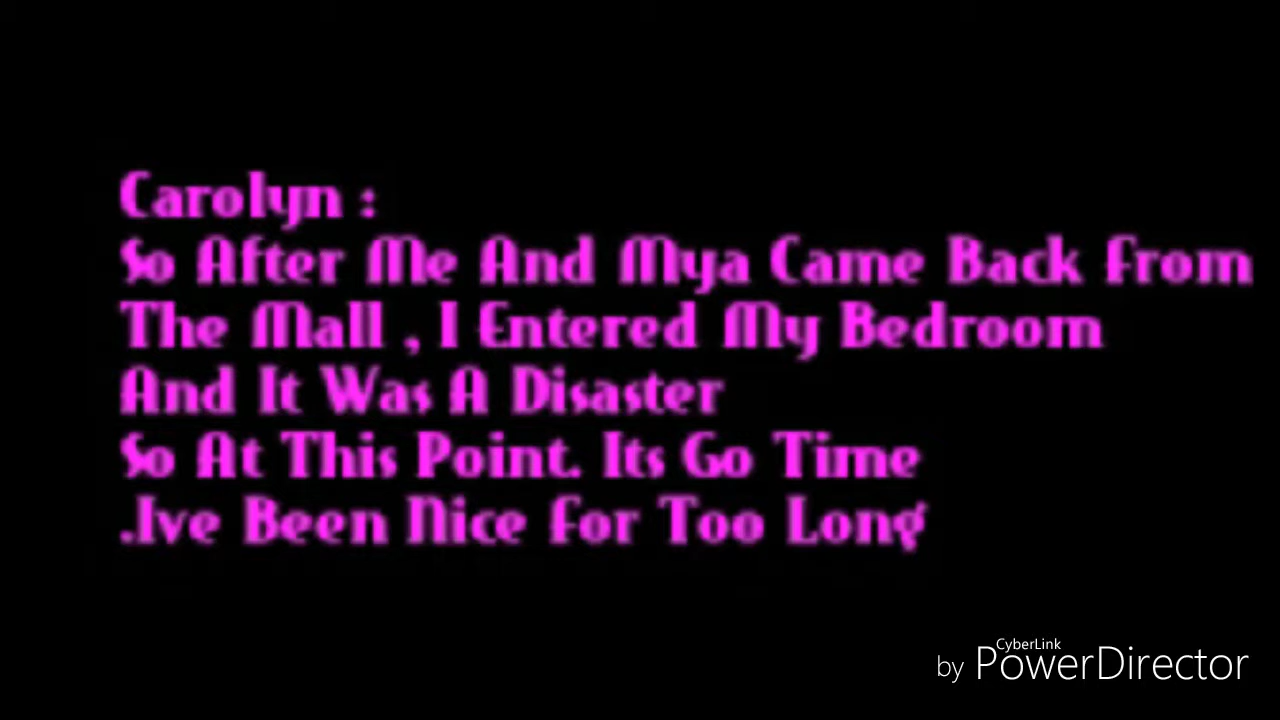 Carolyn :
So After Me And Mya Came Back From
The Mall , I Entered My Bedroom
And It Was A Disaster
So At This Point. Its Go Time
.Ive Been Nice For Too Long
CyberLink
by PowerDirector